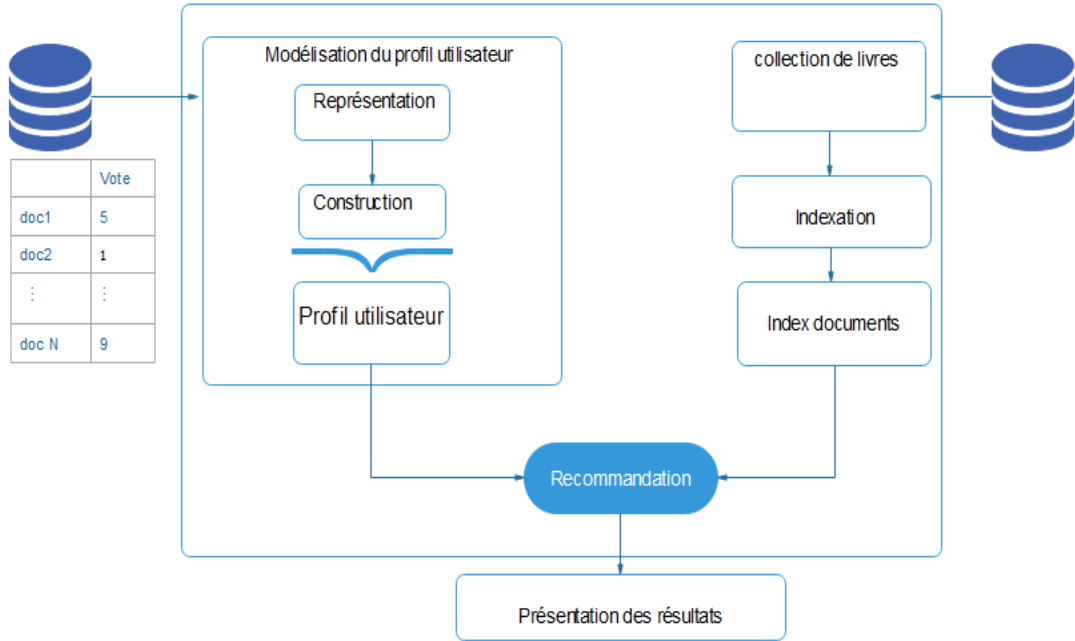 Modélisation du profil utilisateur
Représentation
Construction
Profil utilisateur
collection de livres
Indexation
Index documents
Vote
doc1 5
doc2 1
⋮ ⋮
doc N 9
Recommandation
Présentation des résultats